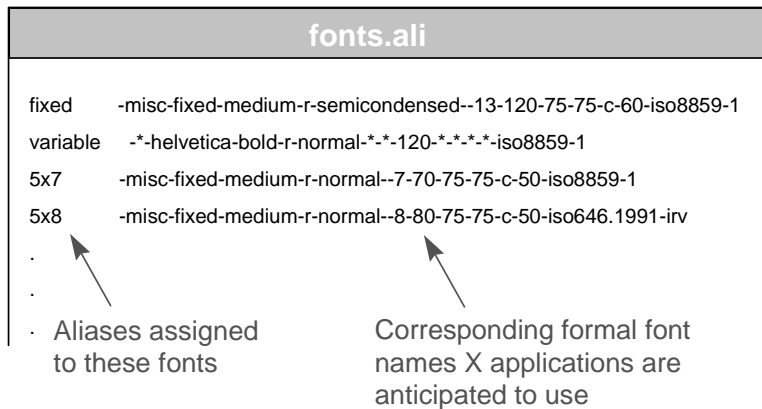 fonts.ali
fixed -misc-fixed-medium-r-semicondensed--13-120-75-75-c-60-iso8859-1
variable -*-helvetica-bold-r-normal-*-*-120-*-*-*-*-iso8859-1
5x7 -misc-fixed-medium-r-normal--7-70-75-75-c-50-iso8859-1
5x8 -misc-fixed-medium-r-normal--8-80-75-75-c-50-iso646.1991-irv
.
.
.
Aliases assigned
to these fonts
Corresponding formal font
names X applications are
anticipated to use